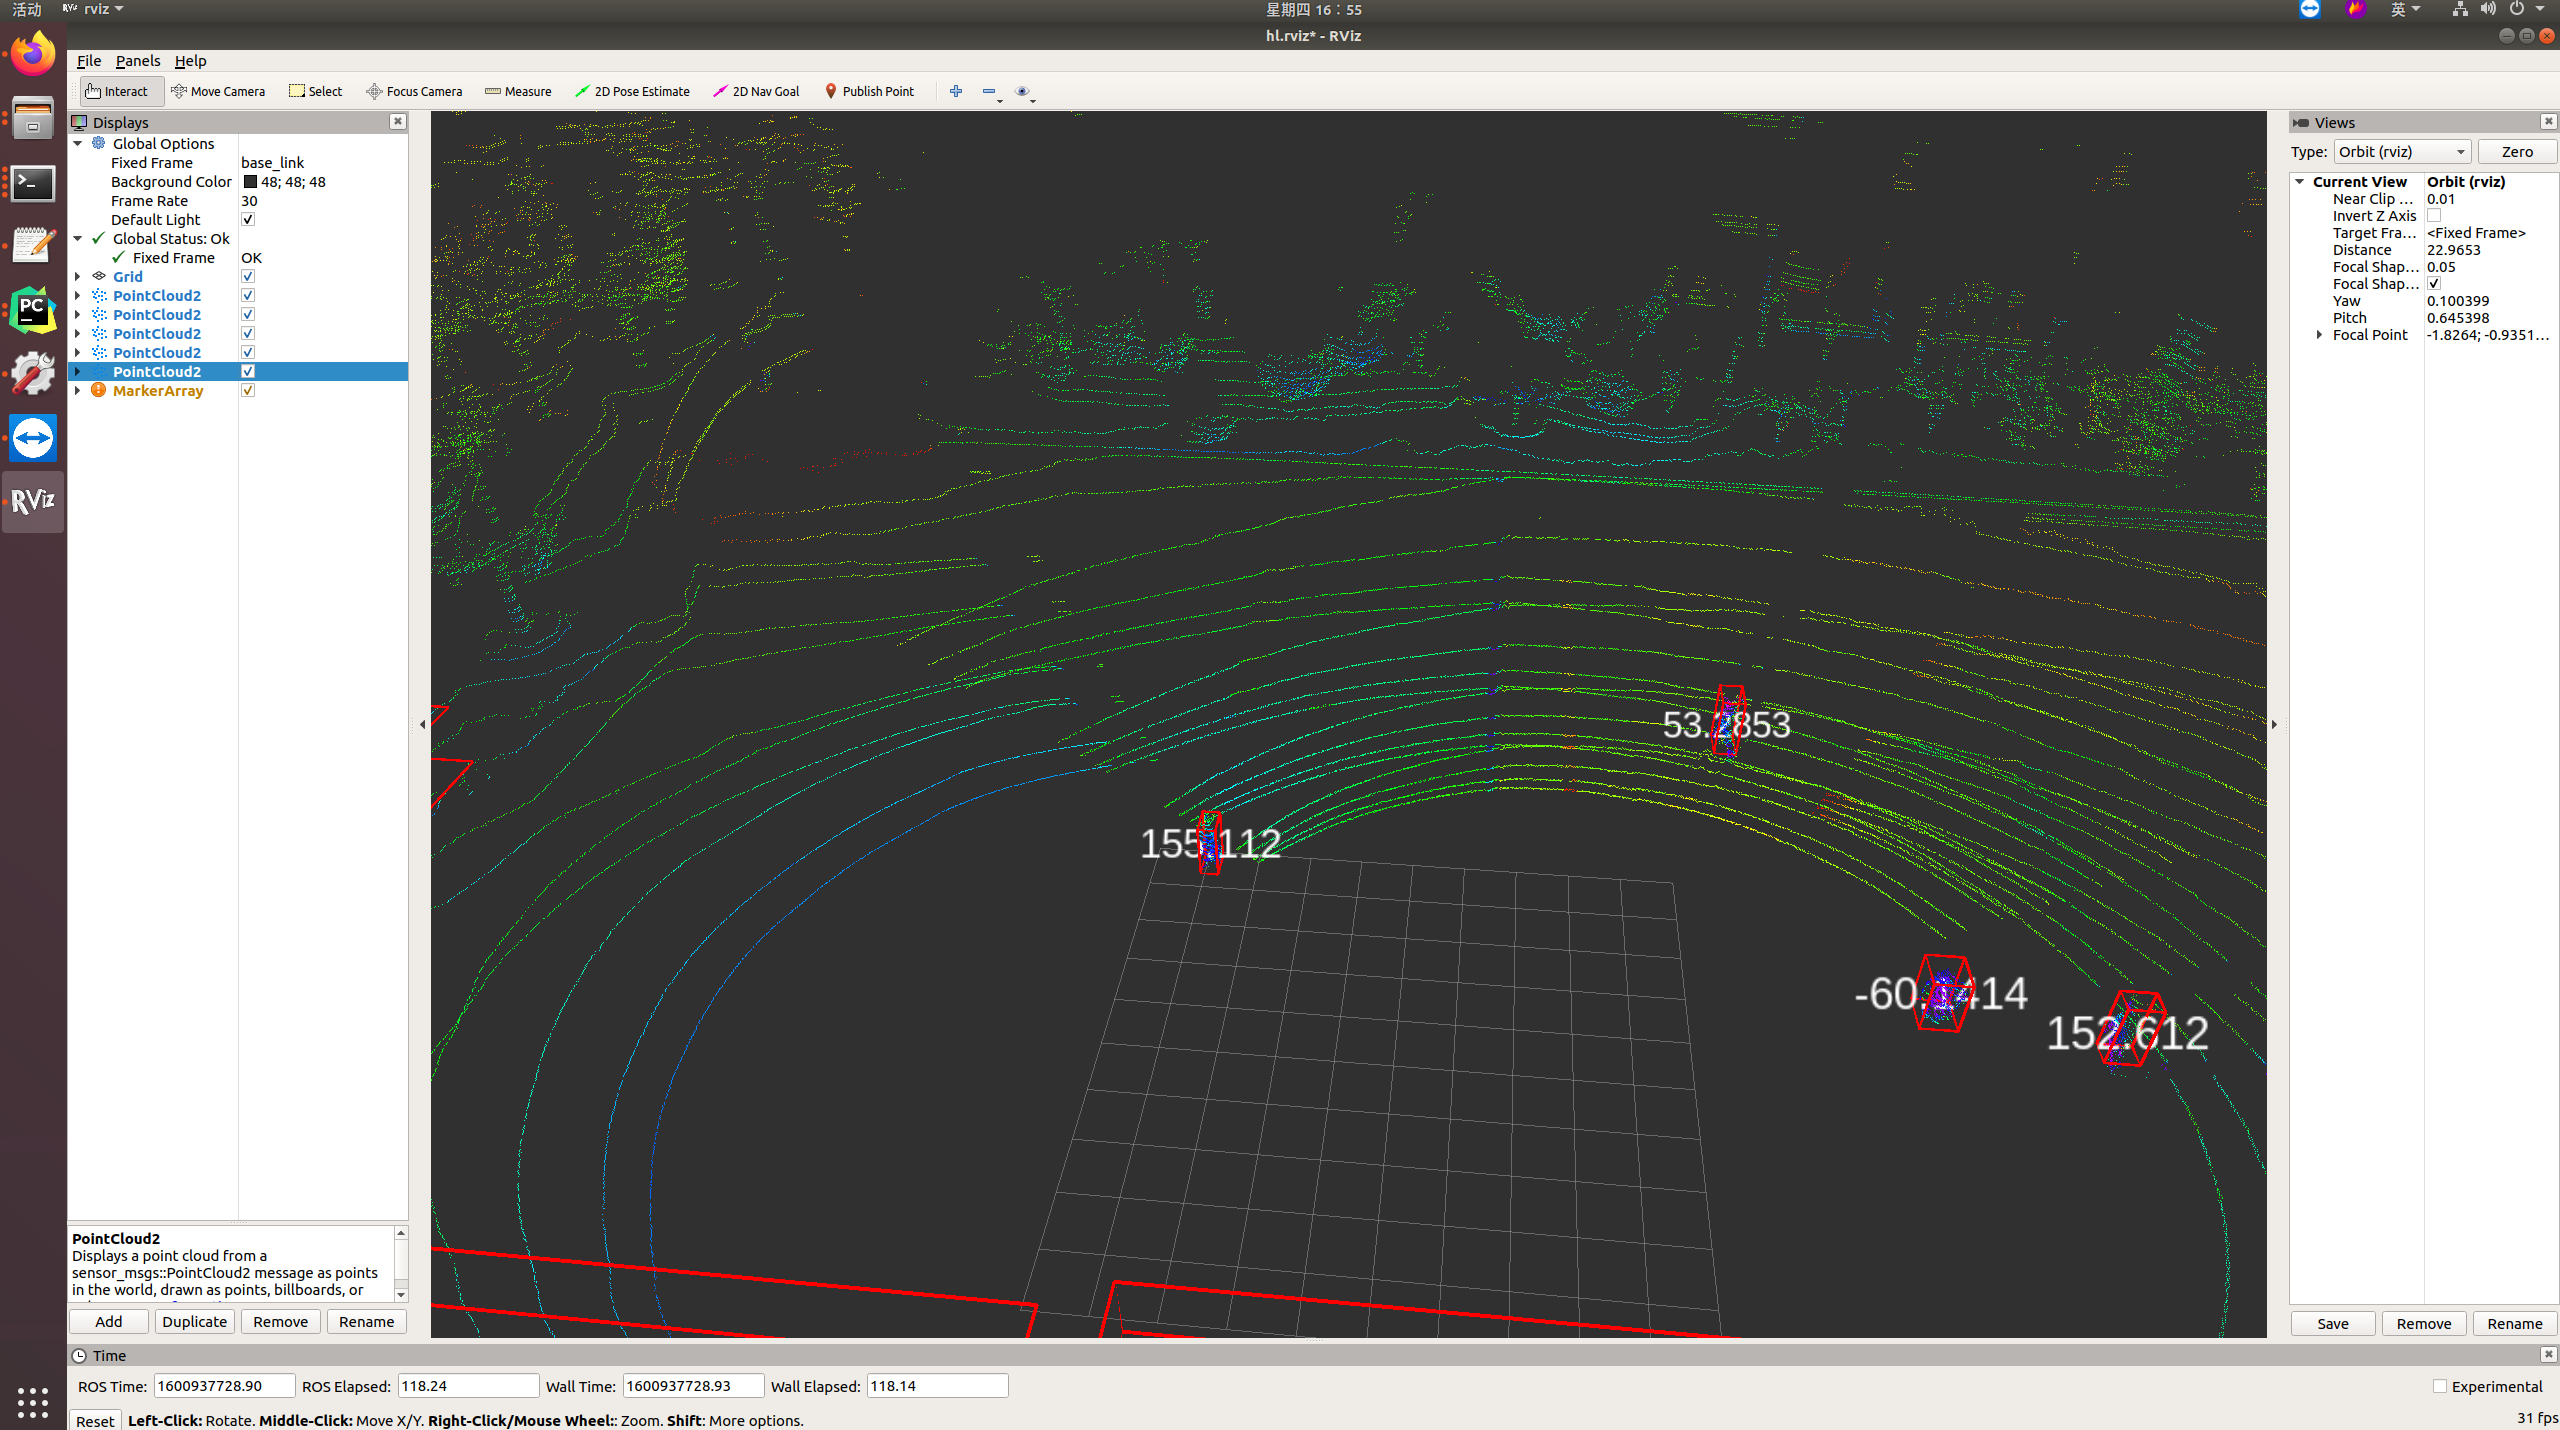 活动 rviz 星期四 16：55 英
hl.rviz* - RViz
File Panels Help
Interact Move Camera Select Focus Camera Measure 2D Pose Estimate 2D Nav Goal Publish Point
Displays
Global Options
Fixed Frame base_link
Background Color 48; 48; 48
Frame Rate 30
Default Light
Global Status: Ok
Fixed Frame OK
Grid
PointCloud2
PointCloud2
PointCloud2
PointCloud2
PointCloud2
MarkerArray
PC
RViz
PointCloud2
Displays a point cloud from a
sensor_msgs::PointCloud2 message as points
in the world, drawn as points, billboards, or
Add Duplicate Remove Rename
53.2853
155.112
152.612
Views
Type: Orbit (rviz) Zero
Current View Orbit (rviz)
Near Clip ... 0.01
Invert Z Axis
Target Fra... <Fixed Frame>
Distance 22.9653
Focal Shap... 0.05
Focal Shap...
Yaw 0.100399
Pitch 0.645398
Focal Point -1.8264; -0.9351...
Save Remove Rename
Time
ROS Time: 1600937728.90 ROS Elapsed: 118.24 Wall Time: 1600937728.93 Wall Elapsed: 118.14 Experimental
Reset Left-Click: Rotate. Middle-Click: Move X/Y. Right-Click/Mouse Wheel:: Zoom. Shift: More options. 31 fps